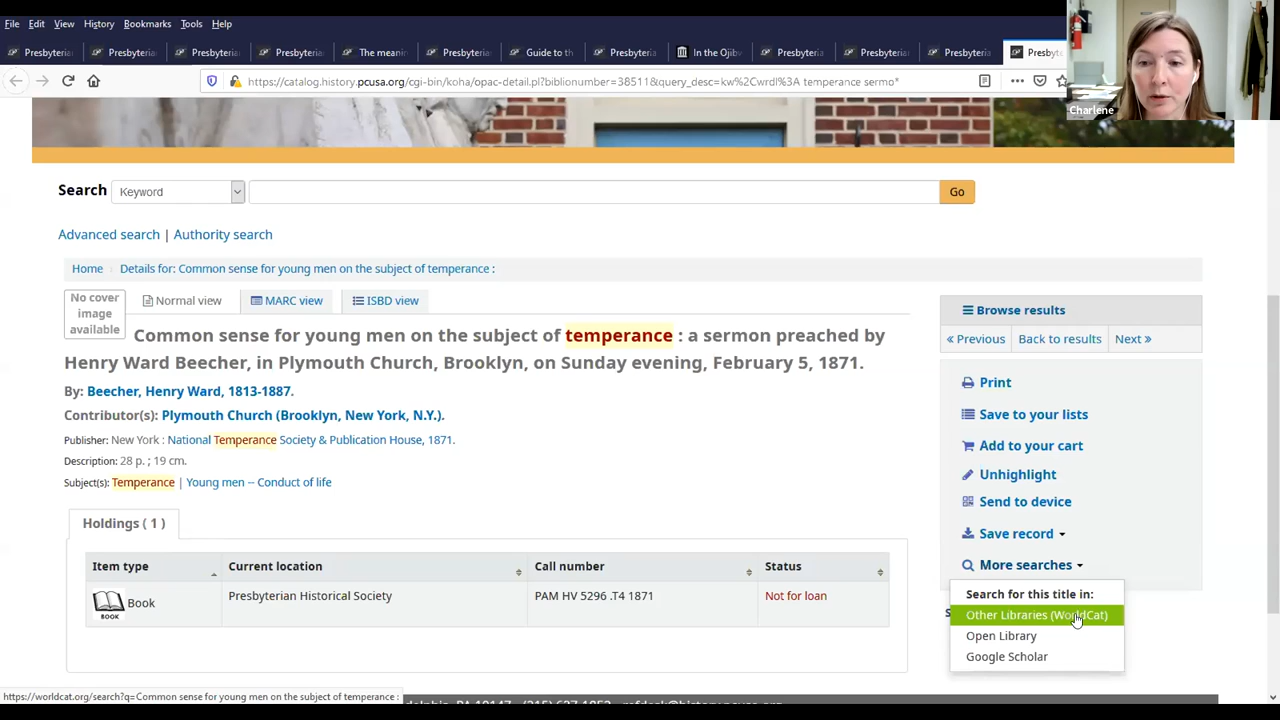 File Edit View History Bookmarks Tools Help
Presbyteria Presbyteria Presbyteria Presbyteria The meanin Presbyteria Guide to th Presbyteria In the Ojib Presbyteria Presbyteria Presbyteria Presbyte
https://catalog.history.pcusa.org/cgi-bin/koha/opac-detail.pl?biblionumber=38511&query_desc=kw%2Cwrdl%3A temperance sermo*
Charlene
Search Keyword Go
Advanced search | Authority search
Home Details for: Common sense for young men on the subject of temperance :
No cover image available
Normal view MARC view ISBD view
Common sense for young men on the subject of temperance : a sermon preached by
Henry Ward Beecher, in Plymouth Church, Brooklyn, on Sunday evening, February 5, 1871.
By: Beecher, Henry Ward, 1813-1887.
Contributor(s): Plymouth Church (Brooklyn, New York, N.Y.).
Publisher: New York : National Temperance Society & Publication House, 1871.
Description: 28 p. ; 19 cm.
Subject(s): Temperance | Young men -- Conduct of life
Holdings ( 1 )
Item type Current location Call number Status
BOOK Book Presbyterian Historical Society PAM HV 5296 .T4 1871 Not for loan
Browse results
« Previous Back to results Next »
Print
Save to your lists
Add to your cart
Unhighlight
Send to device
Save record
More searches
Search for this title in:
Other Libraries (WorldCat)
Open Library
Google Scholar
https://worldcat.org/search?q=Common sense for young men on the subject of temperance :